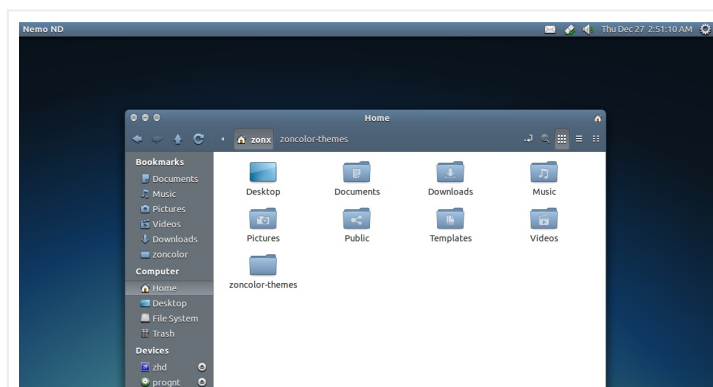 Nemo ND
Thu Dec 27 2:51:10 AM
Home
zonx
zoncolor-themes
Bookmarks
Documents
Music
Pictures
Videos
Downloads
zoncolor
Computer
Home
Desktop
File System
Trash
Devices
zhd
prognt
Desktop
Documents
Downloads
Music
Pictures
Public
Templates
Videos
zoncolor-themes